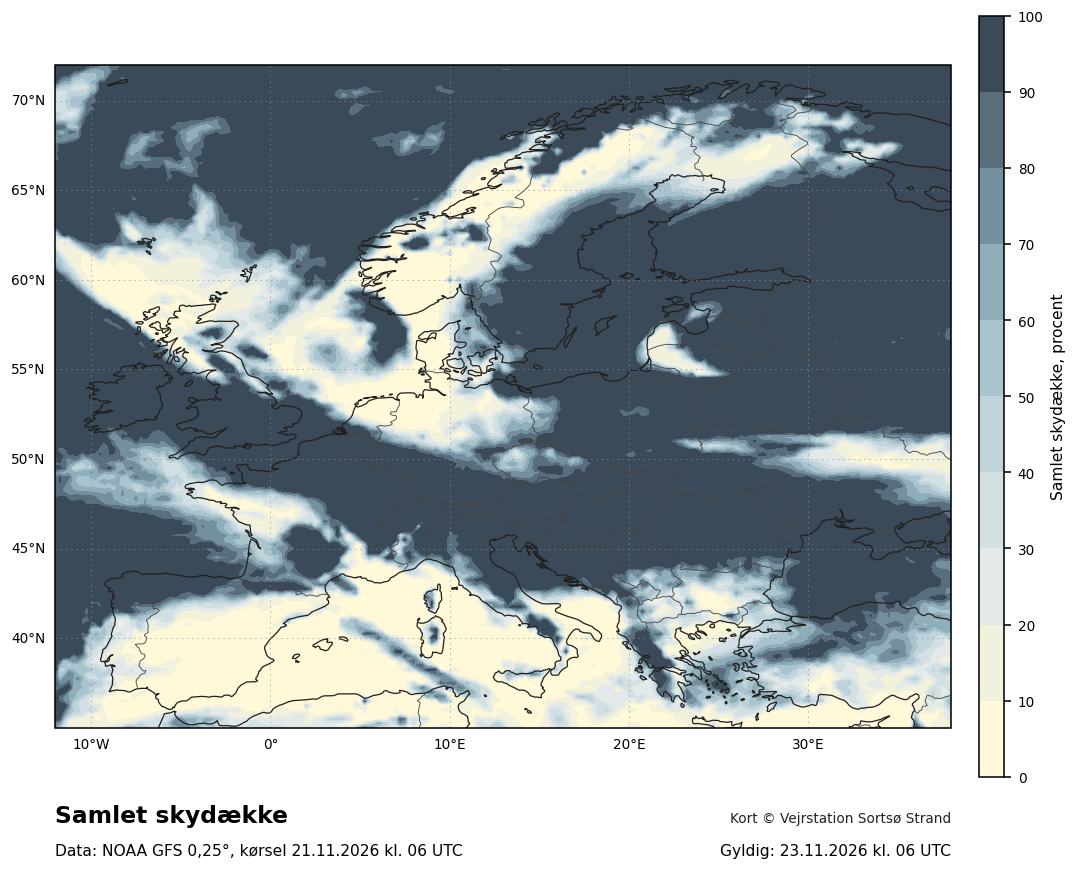 100
90
80
70
60
50
40
30
20
10
0
Samlet skydække, procent
70°N
65°N
60°N
55°N
50°N
45°N
40°N
10°W
0°
10°E
20°E
30°E
Samlet skydække
Kort © Vejrstation Sortsø Strand
Data: NOAA GFS 0,25°, kørsel 21.11.2026 kl. 06 UTC
Gyldig: 23.11.2026 kl. 06 UTC